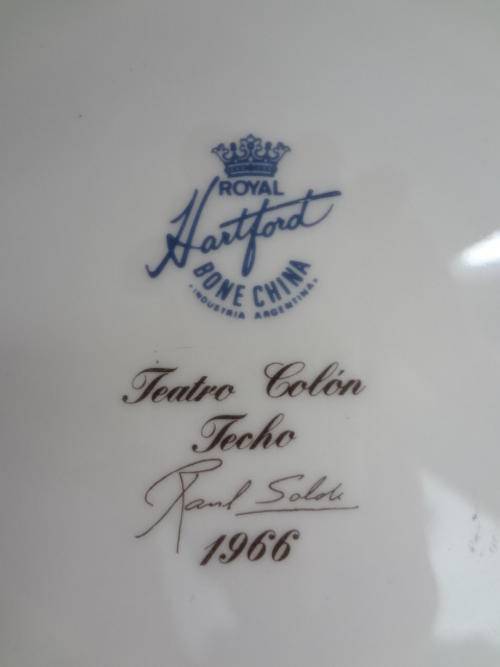 ROYAL
Hartford
BONE CHINA
INDUSTRIA ARGENTINA
Teatro Colón
Techo
Raul Soldi
1966